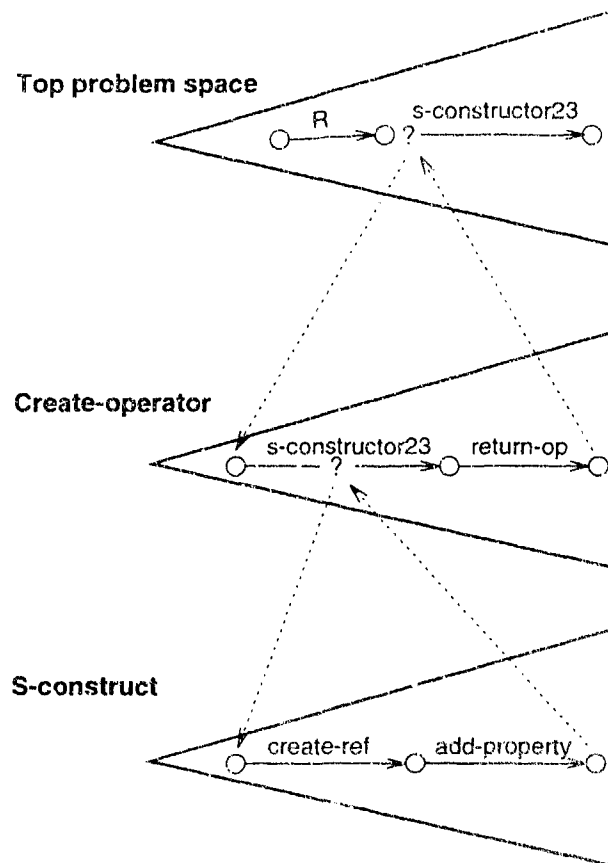 Top problem space
R
?
s-constructor23
Create-operator
s-constructor23
?
return-op
S-construct
create-ref
add-property